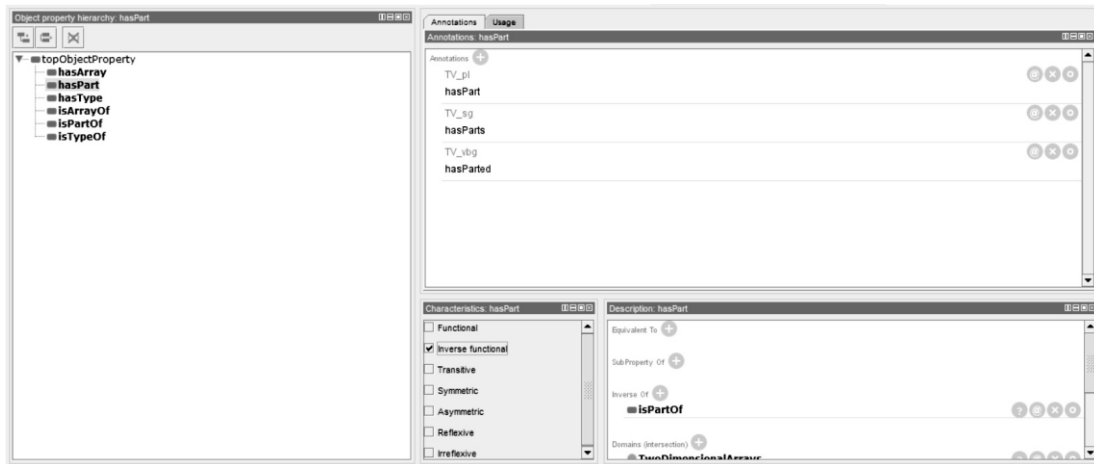 Object property hierarchy: hasPart
topObjectProperty
hasArray
hasPart
hasType
isArrayOf
isPartOf
isTypeOf
Annotations Usage
Annotations: hasPart
Annotations
TV_pl
hasPart
TV_sg
hasParts
TV_vbg
hasParted
Characteristics: hasPart
Functional
Inverse functional
Transitive
Symmetric
Asymmetric
Reflexive
Irreflexive
Description: hasPart
Equivalent To
SubProperty Of
Inverse Of
isPartOf
Domains (intersection)
TwoDimensionalArrays